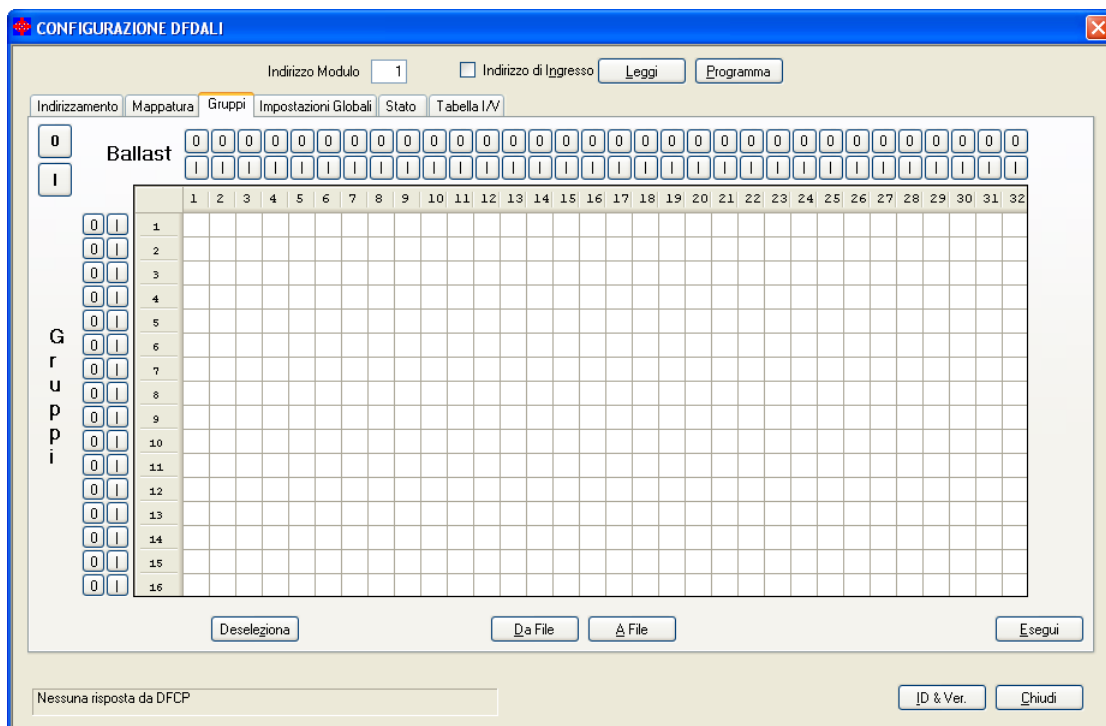 CONFIGURAZIONE DFDALI
Indirizzo Modulo 1 Indirizzo di Ingresso Leggi Programma
Indirizzamento Mappatura Gruppi Impostazioni Globali Stato Tabella I/V
0 Ballast 0 0 0 0 0 0 0 0 0 0 0 0 0 0 0 0 0 0 0 0 0 0 0 0 0 0 0 0 0 0 0 0
I I I I I I I I I I I I I I I I I I I I I I I I I I I I I I I I I
1 2 3 4 5 6 7 8 9 10 11 12 13 14 15 16 17 18 19 20 21 22 23 24 25 26 27 28 29 30 31 32
Gruppi
0 I 1
0 I 2
0 I 3
0 I 4
0 I 5
0 I 6
0 I 7
0 I 8
0 I 9
0 I 10
0 I 11
0 I 12
0 I 13
0 I 14
0 I 15
0 I 16
Deseleziona Da File A File Esegui
Nessuna risposta da DFCP ID & Ver. Chiudi